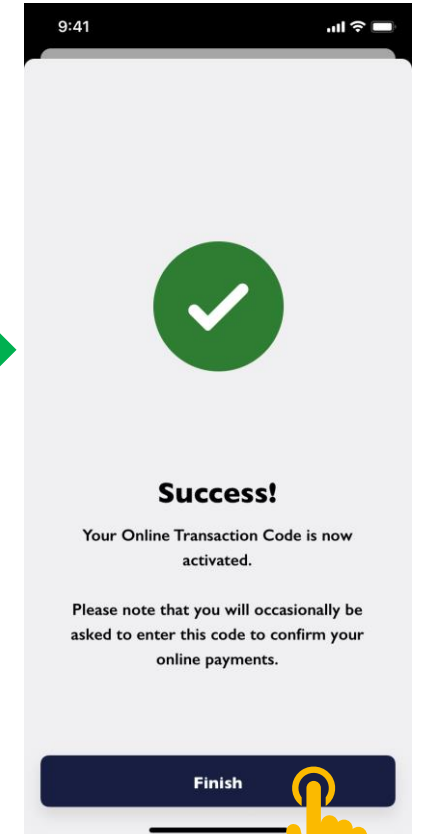 9:41
Success!
Your Online Transaction Code is now
activated.
Please note that you will occasionally be
asked to enter this code to confirm your
online payments.
Finish